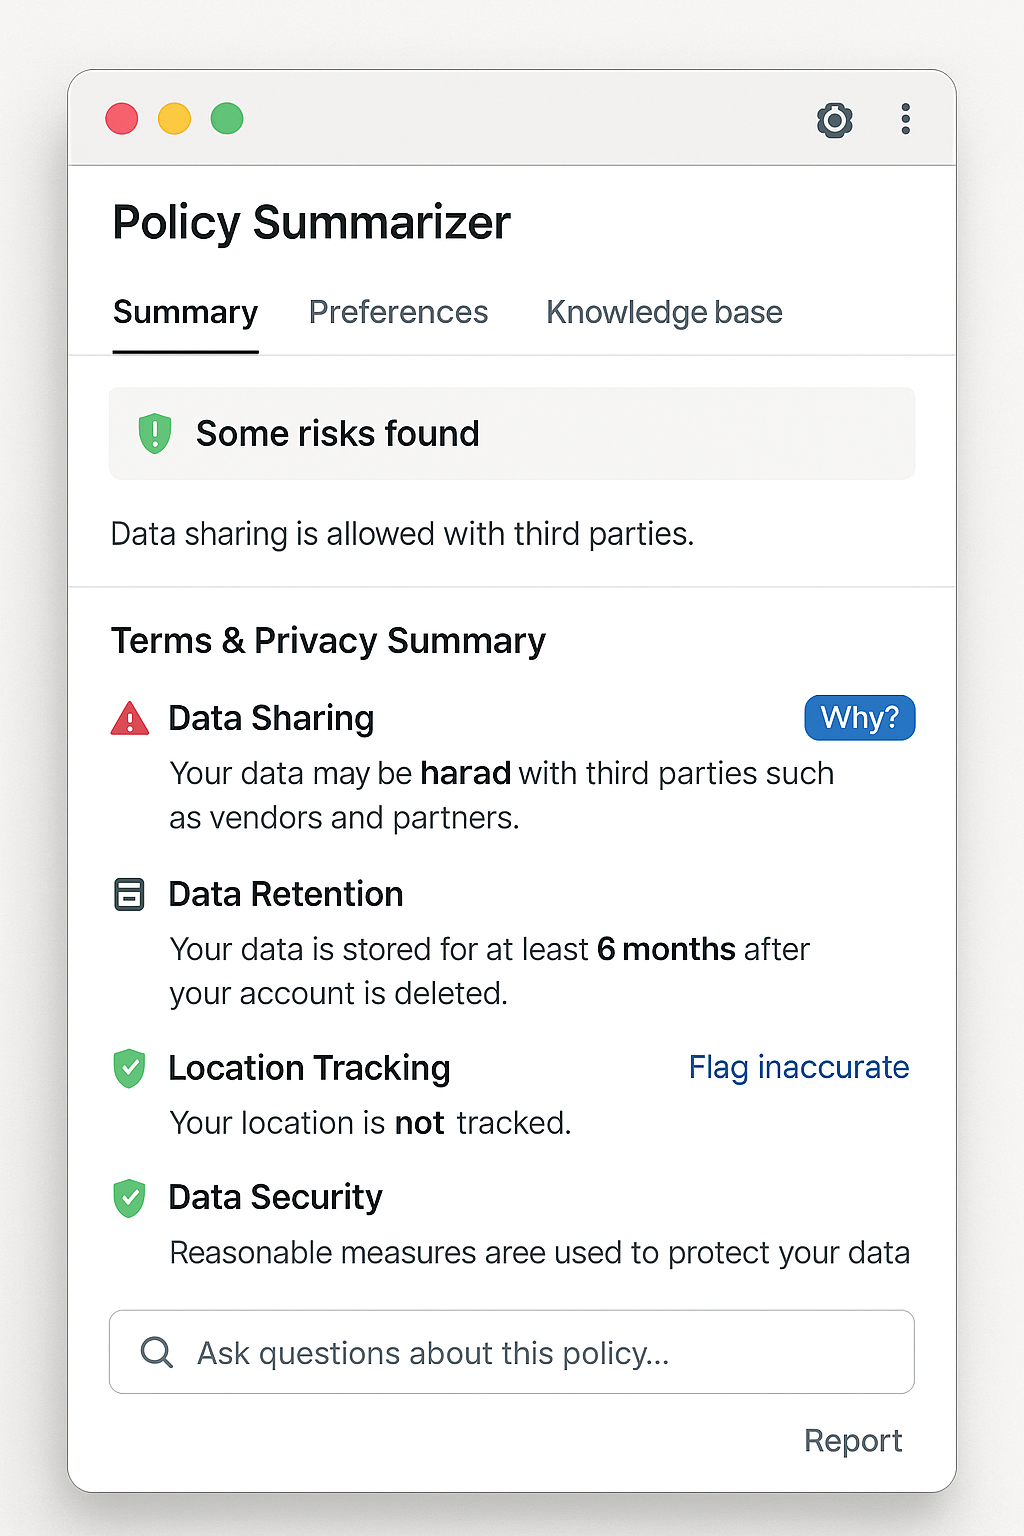 Policy Summarizer
Summary Preferences Knowledge base
Some risks found
Data sharing is allowed with third parties.
Terms & Privacy Summary
Data Sharing Why?
Your data may be harad with third parties such
as vendors and partners.
Data Retention
Your data is stored for at least 6 months after
your account is deleted.
Location Tracking Flag inaccurate
Your location is not tracked.
Data Security
Reasonable measures aree used to protect your data
Ask questions about this policy...
Report